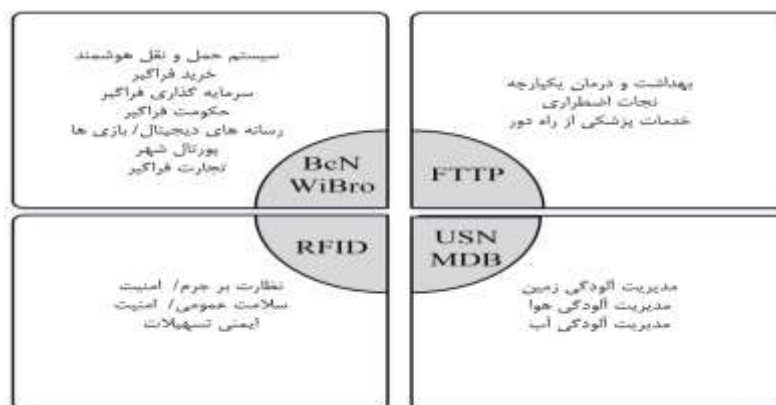 سیستم حمل و نقل هوشمند
خرید فراگیر
سرمایه گذاری فراگیر
حکومت فراگیر
رسانه های دیجیتال/ بازی ها
پورتال شهر
تجارت فراگیر
BcN
WiBro
بهداشت و درمان یکپارچه
نجات اضطراری
خدمات پزشکی از راه دور
FTTP
RFID
نظارت بر جرم/ امنیت
سلامت عمومی/ امنیت
ایمنی تسهیلات
USN
MDB
مدیریت آلودگی زمین
مدیریت آلودگی هوا
مدیریت آلودگی آب